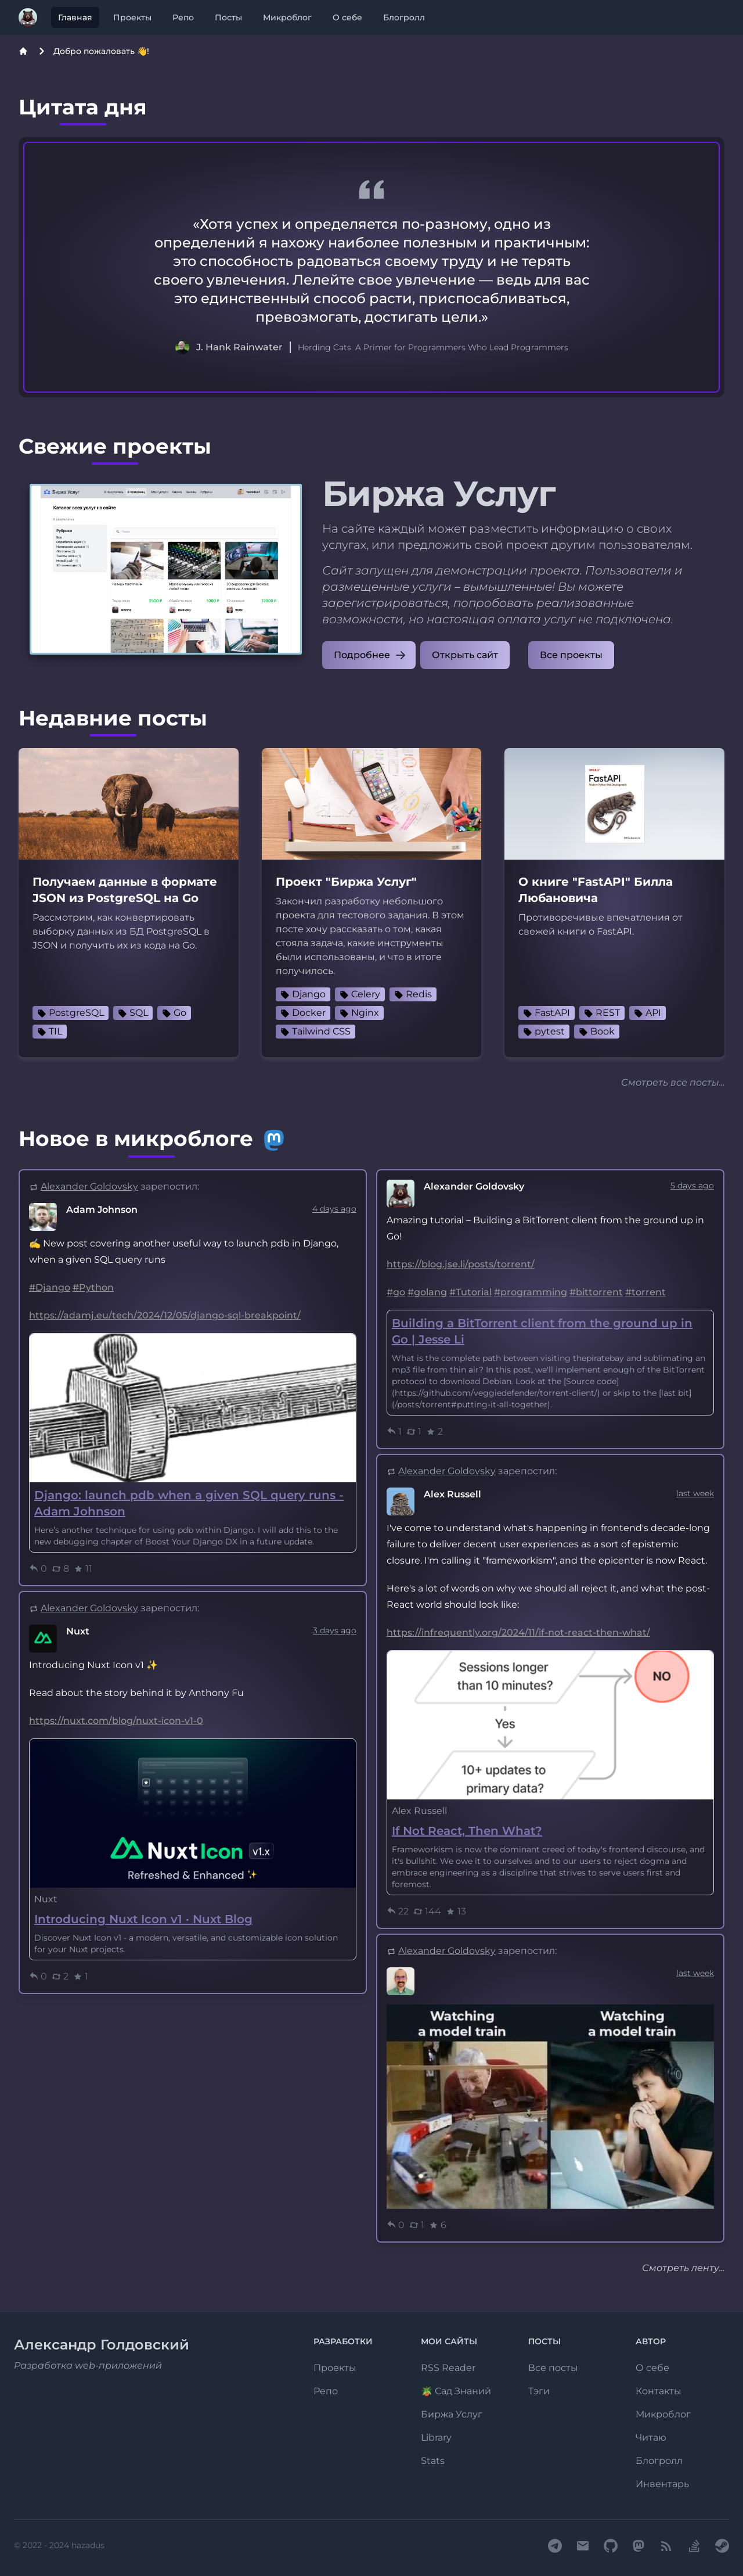 Главная
Проекты
Репо
Посты
Микроблог
О себе
Блогролл
Добро пожаловать 👋!
Цитата дня
«Хотя успех и определяется по-разному, одно из
определений я нахожу наиболее полезным и практичным:
это способность радоваться своему труду и не терять
своего увлечения. Лелейте свое увлечение — ведь для вас
это единственный способ расти, приспосабливаться,
превозмогать, достигать цели.»
J. Hank Rainwater
Herding Cats. A Primer for Programmers Who Lead Programmers
Свежие проекты
Биржа Услуг
Каталог всех услуг на сайте
Биржа Услуг
На сайте каждый может разместить информацию о своих
услугах, или предложить свой проект другим пользователям.
Сайт запущен для демонстрации проекта. Пользователи и
размещенные услуги – вымышленные! Вы можете
зарегистрироваться, попробовать реализованные
возможности, но настоящая оплата услуг не подключена.
Подробнее →
Открыть сайт
Все проекты
Недавние посты
Получаем данные в формате
JSON из PostgreSQL на Go
Рассмотрим, как конвертировать
выборку данных из БД PostgreSQL в
JSON и получить их из кода на Go.
PostgreSQL
SQL
Go
TIL
Проект "Биржа Услуг"
Закончил разработку небольшого
проекта для тестового задания. В этом
посте хочу рассказать о том, какая
стояла задача, какие инструменты
были использованы, и что в итоге
получилось.
Django
Celery
Redis
Docker
Nginx
Tailwind CSS
FastAPI
О книге "FastAPI" Билла
Любановича
Противоречивые впечатления от
свежей книги о FastAPI.
FastAPI
REST
API
pytest
Book
Смотреть все посты...
Новое в микроблоге
Alexander Goldovsky зарепостил:
Adam Johnson
4 days ago
✍️ New post covering another useful way to launch pdb in Django,
when a given SQL query runs
#Django #Python
https://adamj.eu/tech/2024/12/05/django-sql-breakpoint/
Django: launch pdb when a given SQL query runs -
Adam Johnson
Here's another technique for using pdb within Django. I will add this to the
new debugging chapter of Boost Your Django DX in a future update.
0 8 11
Alexander Goldovsky зарепостил:
Nuxt
3 days ago
Introducing Nuxt Icon v1 ✨
Read about the story behind it by Anthony Fu
https://nuxt.com/blog/nuxt-icon-v1-0
NuxtIcon v1.x
Refreshed & Enhanced ✨
Nuxt
Introducing Nuxt Icon v1 · Nuxt Blog
Discover Nuxt Icon v1 - a modern, versatile, and customizable icon solution
for your Nuxt projects.
0 2 1
Alexander Goldovsky
5 days ago
Amazing tutorial – Building a BitTorrent client from the ground up in
Go!
https://blog.jse.li/posts/torrent/
#go #golang #Tutorial #programming #bittorrent #torrent
Building a BitTorrent client from the ground up in
Go | Jesse Li
What is the complete path between visiting thepiratebay and sublimating an
mp3 file from thin air? In this post, we'll implement enough of the BitTorrent
protocol to download Debian. Look at the [Source code]
(https://github.com/veggiedefender/torrent-client/) or skip to the [last bit]
(/posts/torrent#putting-it-all-together).
1 1 2
Alexander Goldovsky зарепостил:
Alex Russell
last week
I've come to understand what's happening in frontend's decade-long
failure to deliver decent user experiences as a sort of epistemic
closure. I'm calling it "frameworkism", and the epicenter is now React.
Here's a lot of words on why we should all reject it, and what the post-
React world should look like:
https://infrequently.org/2024/11/if-not-react-then-what/
Sessions longer
than 10 minutes?
NO
Yes
10+ updates to
primary data?
Alex Russell
If Not React, Then What?
Frameworkism is now the dominant creed of today's frontend discourse, and
it's bullshit. We owe it to ourselves and to our users to reject dogma and
embrace engineering as a discipline that strives to serve users first and
foremost.
22 144 13
Alexander Goldovsky зарепостил:
last week
Watching
a model train
Watching
a model train
0 1 6
Смотреть ленту...
Александр Голдовский
Разработка web-приложений
РАЗРАБОТКИ
Проекты
Репо
МОИ САЙТЫ
RSS Reader
🪴 Сад Знаний
Биржа Услуг
Library
Stats
ПОСТЫ
Все посты
Тэги
АВТОР
О себе
Контакты
Микроблог
Читаю
Блогролл
Инвентарь
© 2022 - 2024 hazadus